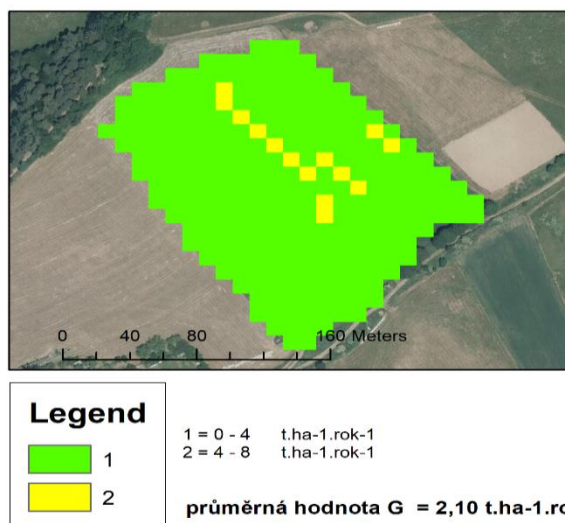 0 40 80 160 Meters
Legend
1
2
1 = 0 - 4 t.ha-1.rok-1
2 = 4 - 8 t.ha-1.rok-1
průměrná hodnota G = 2,10 t.ha-1.ro